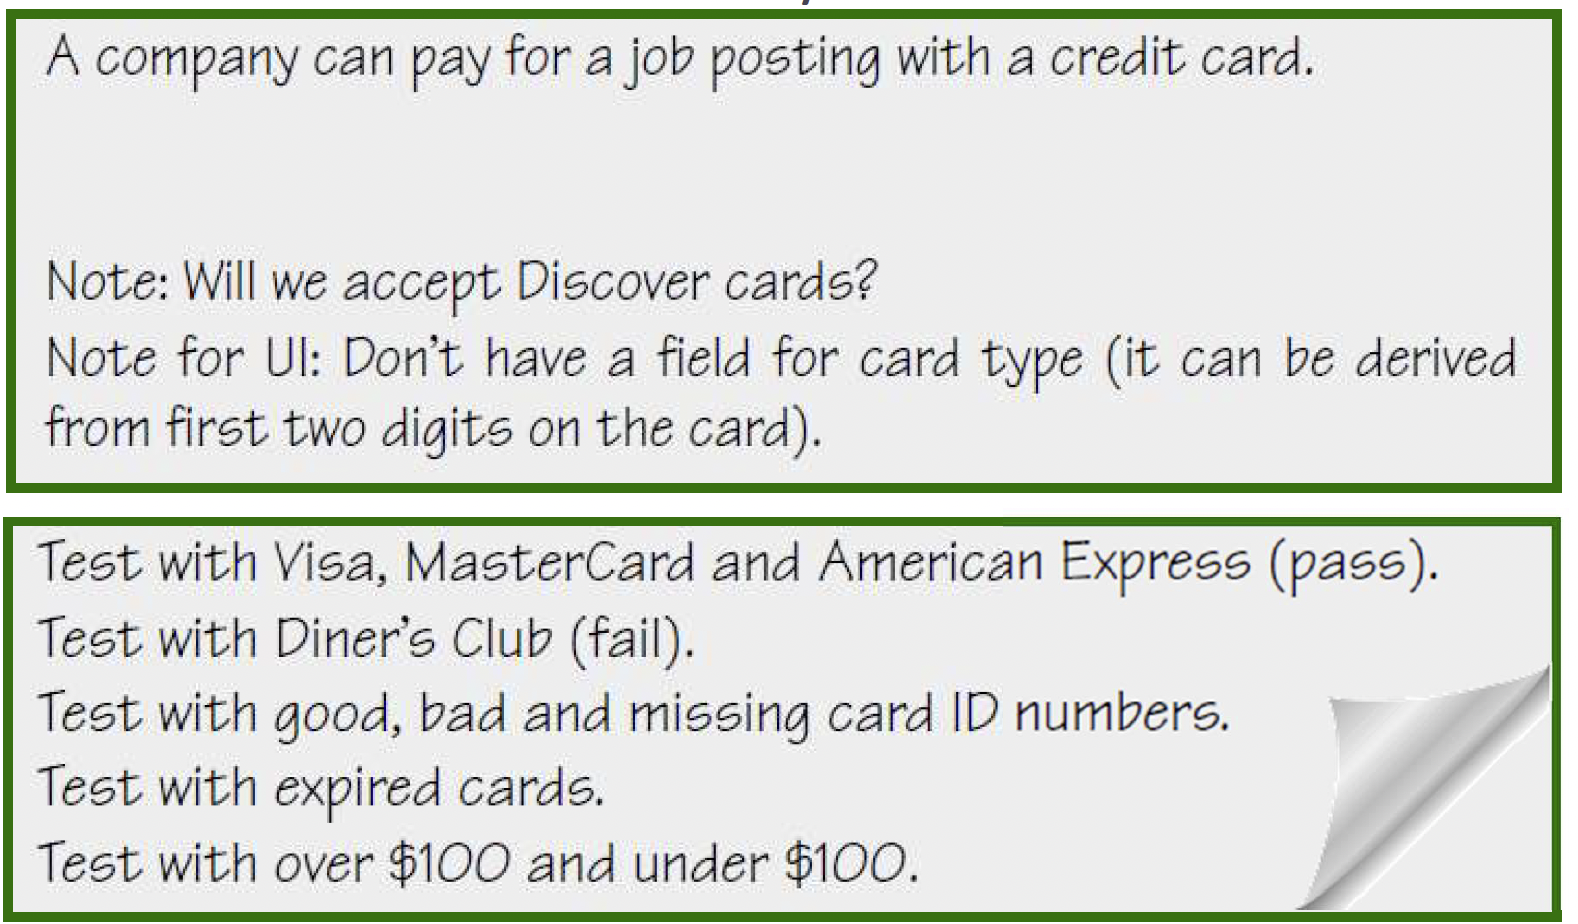 A company can pay for a job posting with a credit card.
Note: Will we accept Discover cards?
Note for UI: Don't have a field for card type (it can be derived
from first two digits on the card).
Test with Visa, MasterCard and American Express (pass).
Test with Diner's Club (fail).
Test with good, bad and missing card ID numbers.
Test with expired cards.
Test with over $100 and under $100.